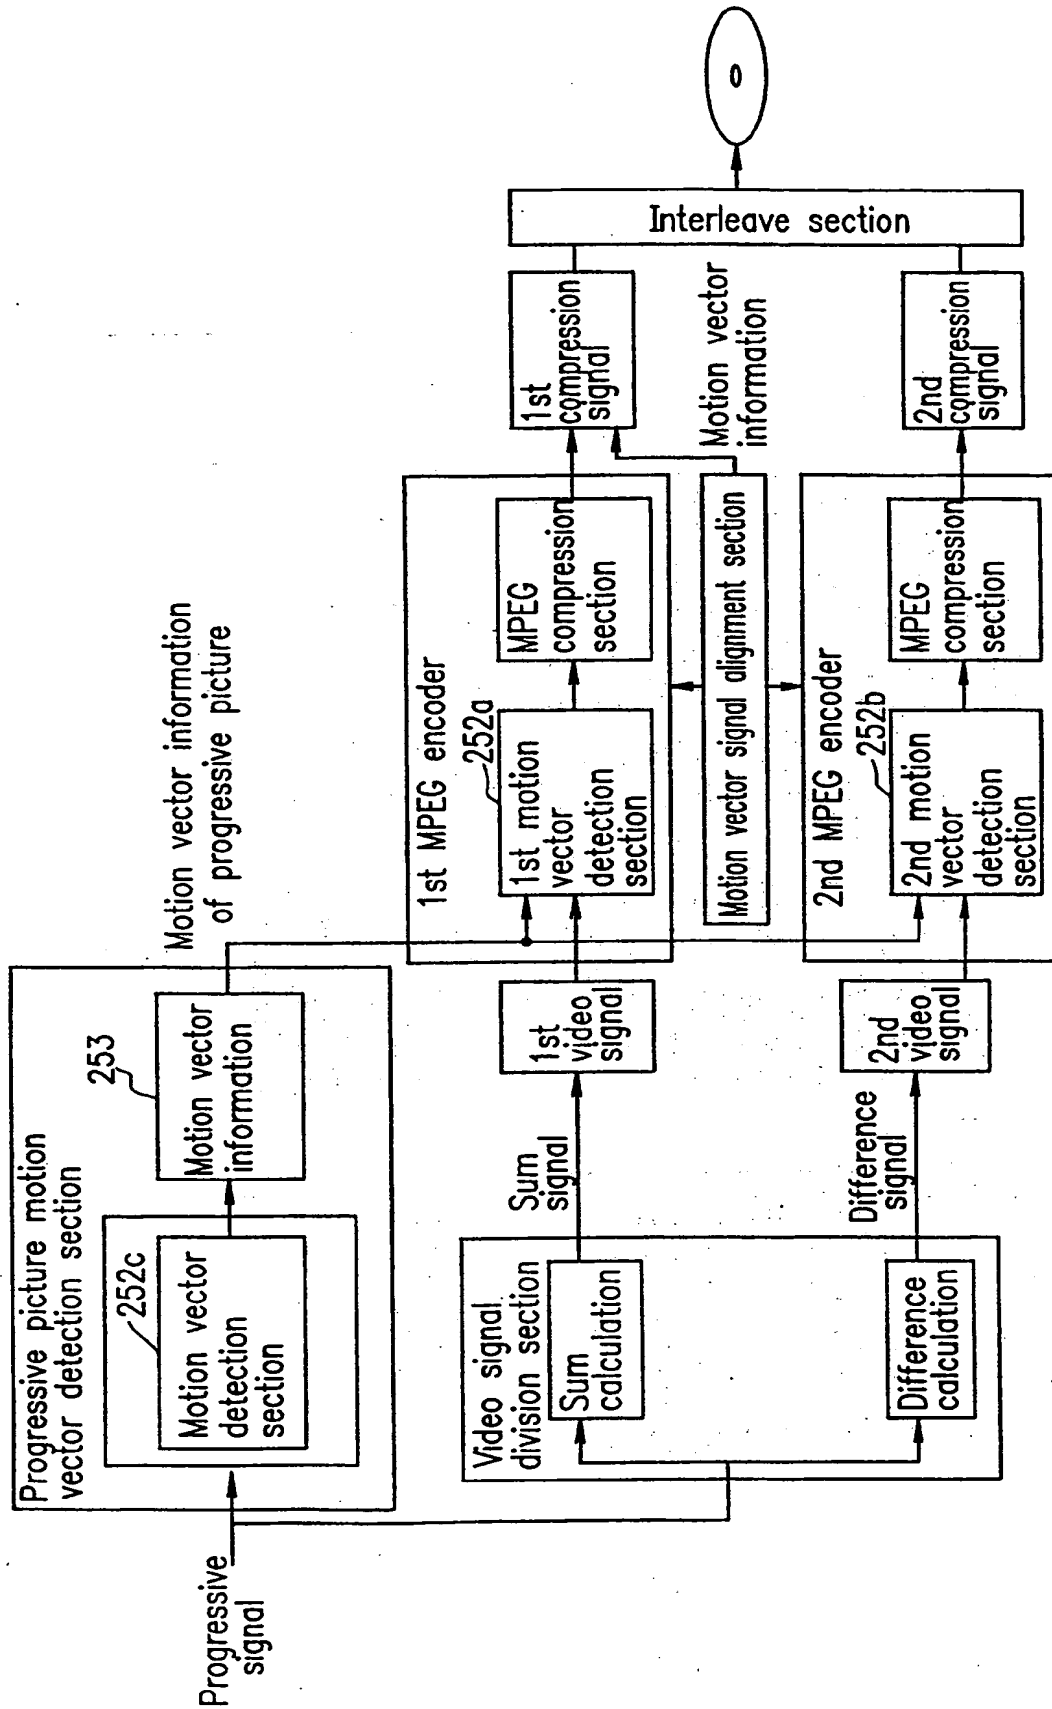 Progressive
signal
Progressive picture motion
vector detection section
252c
Motion vector
detection
section
253
Motion vector
information
Motion vector information
of progressive picture
Video signal
division section
Sum
calculation
Difference
calculation
Sum
signal
Difference
signal
1st
video
signal
2nd
video
signal
1st MPEG encoder
252a
1st motion
vector
detection
section
MPEG
compression
section
Motion vector signal alignment section
2nd MPEG encoder
252b
2nd motion
vector
detection
section
MPEG
compression
section
1st
compression
signal
Motion vector
information
2nd
compression
signal
Interleave section